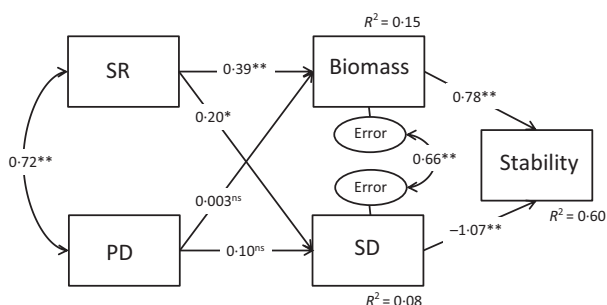 R² = 0·15
SR
0·39**
Biomass
0·20*
0·78**
Error
0·72**
0·66**
Stability
Error
0·003ⁿˢ
R² = 0·60
PD
0·10ⁿˢ
SD
–1·07**
R² = 0·08